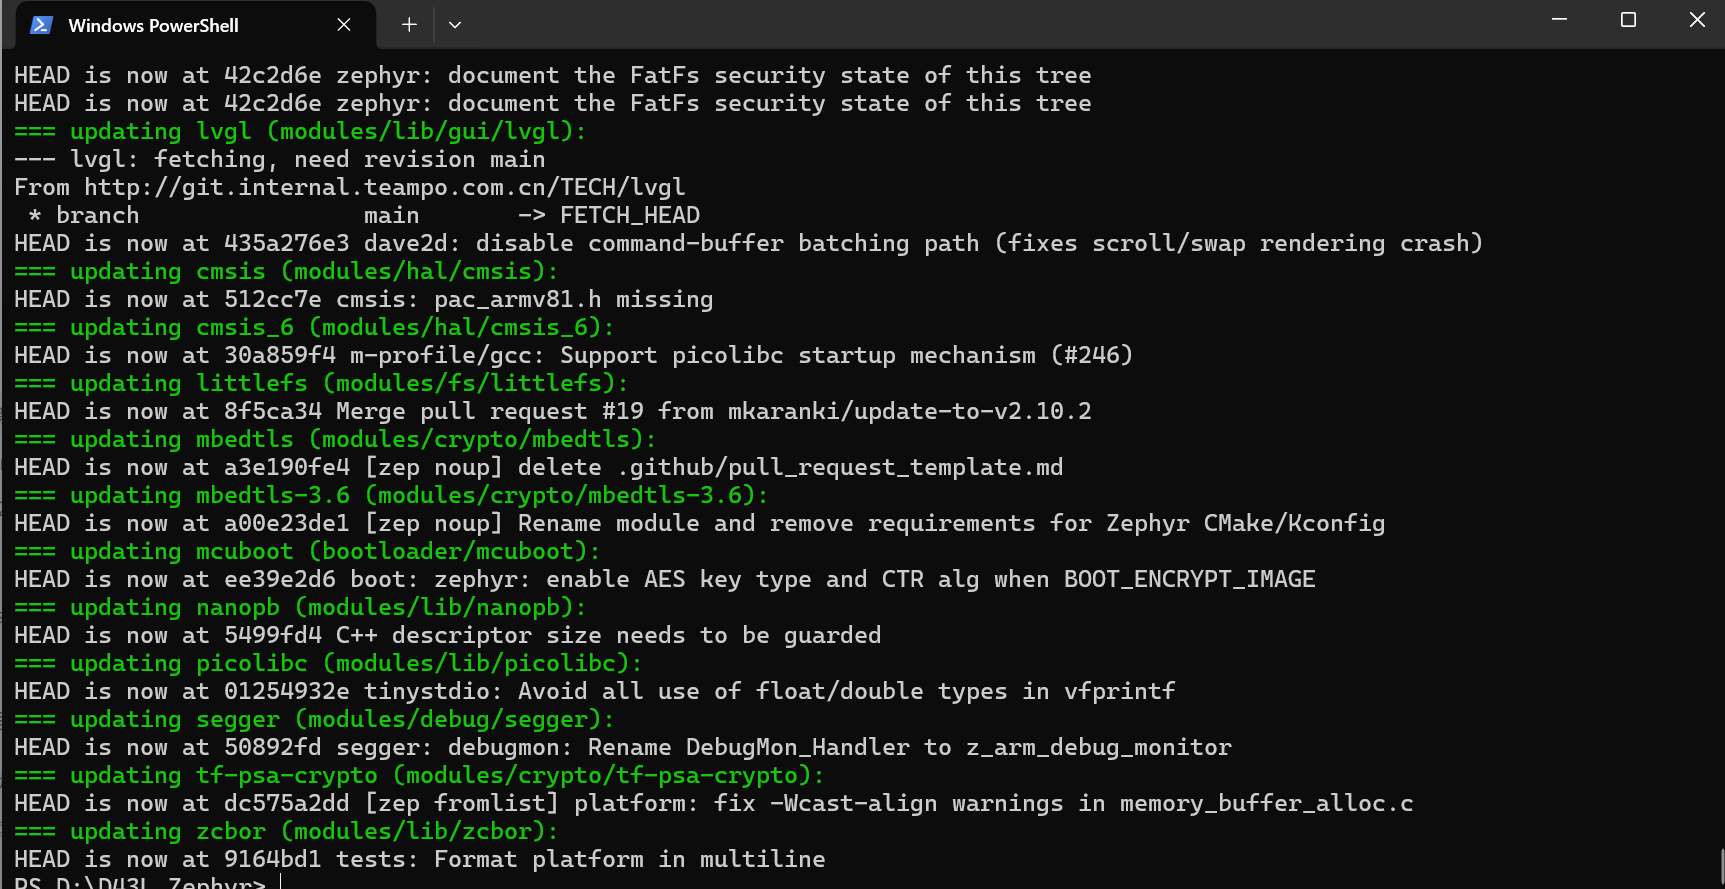 Windows PowerShell
HEAD is now at 42c2d6e zephyr: document the FatFs security state of this tree
HEAD is now at 42c2d6e zephyr: document the FatFs security state of this tree
=== updating lvgl (modules/lib/gui/lvgl):
--- lvgl: fetching, need revision main
From http://git.internal.teampo.com.cn/TECH/lvgl
 * branch                main       -> FETCH_HEAD
HEAD is now at 435a276e3 dave2d: disable command-buffer batching path (fixes scroll/swap rendering crash)
=== updating cmsis (modules/hal/cmsis):
HEAD is now at 512cc7e cmsis: pac_armv81.h missing
=== updating cmsis_6 (modules/hal/cmsis_6):
HEAD is now at 30a859f4 m-profile/gcc: Support picolibc startup mechanism (#246)
=== updating littlefs (modules/fs/littlefs):
HEAD is now at 8f5ca34 Merge pull request #19 from mkaranki/update-to-v2.10.2
=== updating mbedtls (modules/crypto/mbedtls):
HEAD is now at a3e190fe4 [zep noup] delete .github/pull_request_template.md
=== updating mbedtls-3.6 (modules/crypto/mbedtls-3.6):
HEAD is now at a00e23de1 [zep noup] Rename module and remove requirements for Zephyr CMake/Kconfig
=== updating mcuboot (bootloader/mcuboot):
HEAD is now at ee39e2d6 boot: zephyr: enable AES key type and CTR alg when BOOT_ENCRYPT_IMAGE
=== updating nanopb (modules/lib/nanopb):
HEAD is now at 5499fd4 C++ descriptor size needs to be guarded
=== updating picolibc (modules/lib/picolibc):
HEAD is now at 01254932e tinystdio: Avoid all use of float/double types in vfprintf
=== updating segger (modules/debug/segger):
HEAD is now at 50892fd segger: debugmon: Rename DebugMon_Handler to z_arm_debug_monitor
=== updating tf-psa-crypto (modules/crypto/tf-psa-crypto):
HEAD is now at dc575a2dd [zep fromlist] platform: fix -Wcast-align warnings in memory_buffer_alloc.c
=== updating zcbor (modules/lib/zcbor):
HEAD is now at 9164bd1 tests: Format platform in multiline
PS